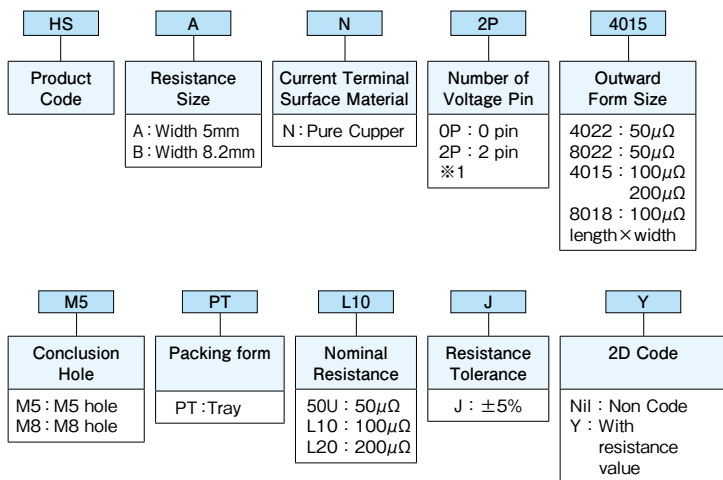 HS
A
N
2P
4015
Product
Code
Resistance
Size
Current Terminal
Surface Material
Number of
Voltage Pin
Outward
Form Size
A：Width 5mm
B：Width 8.2mm
N：Pure Cupper
0P：0 pin
2P：2 pin
※1
4022：50μΩ
8022：50μΩ
4015：100μΩ
200μΩ
8018：100μΩ
length×width
M5
PT
L10
J
Y
Conclusion
Hole
Packing form
Nominal
Resistance
Resistance
Tolerance
2D Code
M5：M5 hole
M8：M8 hole
PT：Tray
50U：50μΩ
L10：100μΩ
L20：200μΩ
J：±5%
Nil：Non Code
Y：With
resistance
value